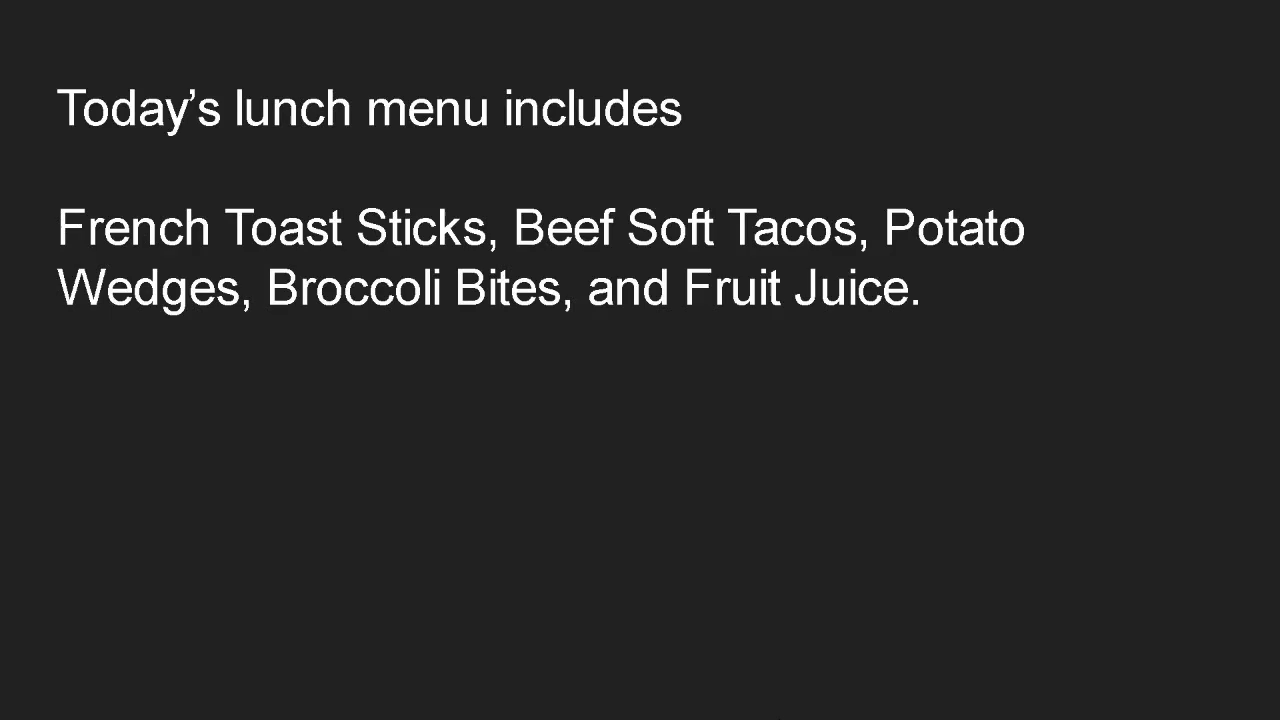 Today’s lunch menu includes
French Toast Sticks, Beef Soft Tacos, Potato
Wedges, Broccoli Bites, and Fruit Juice.